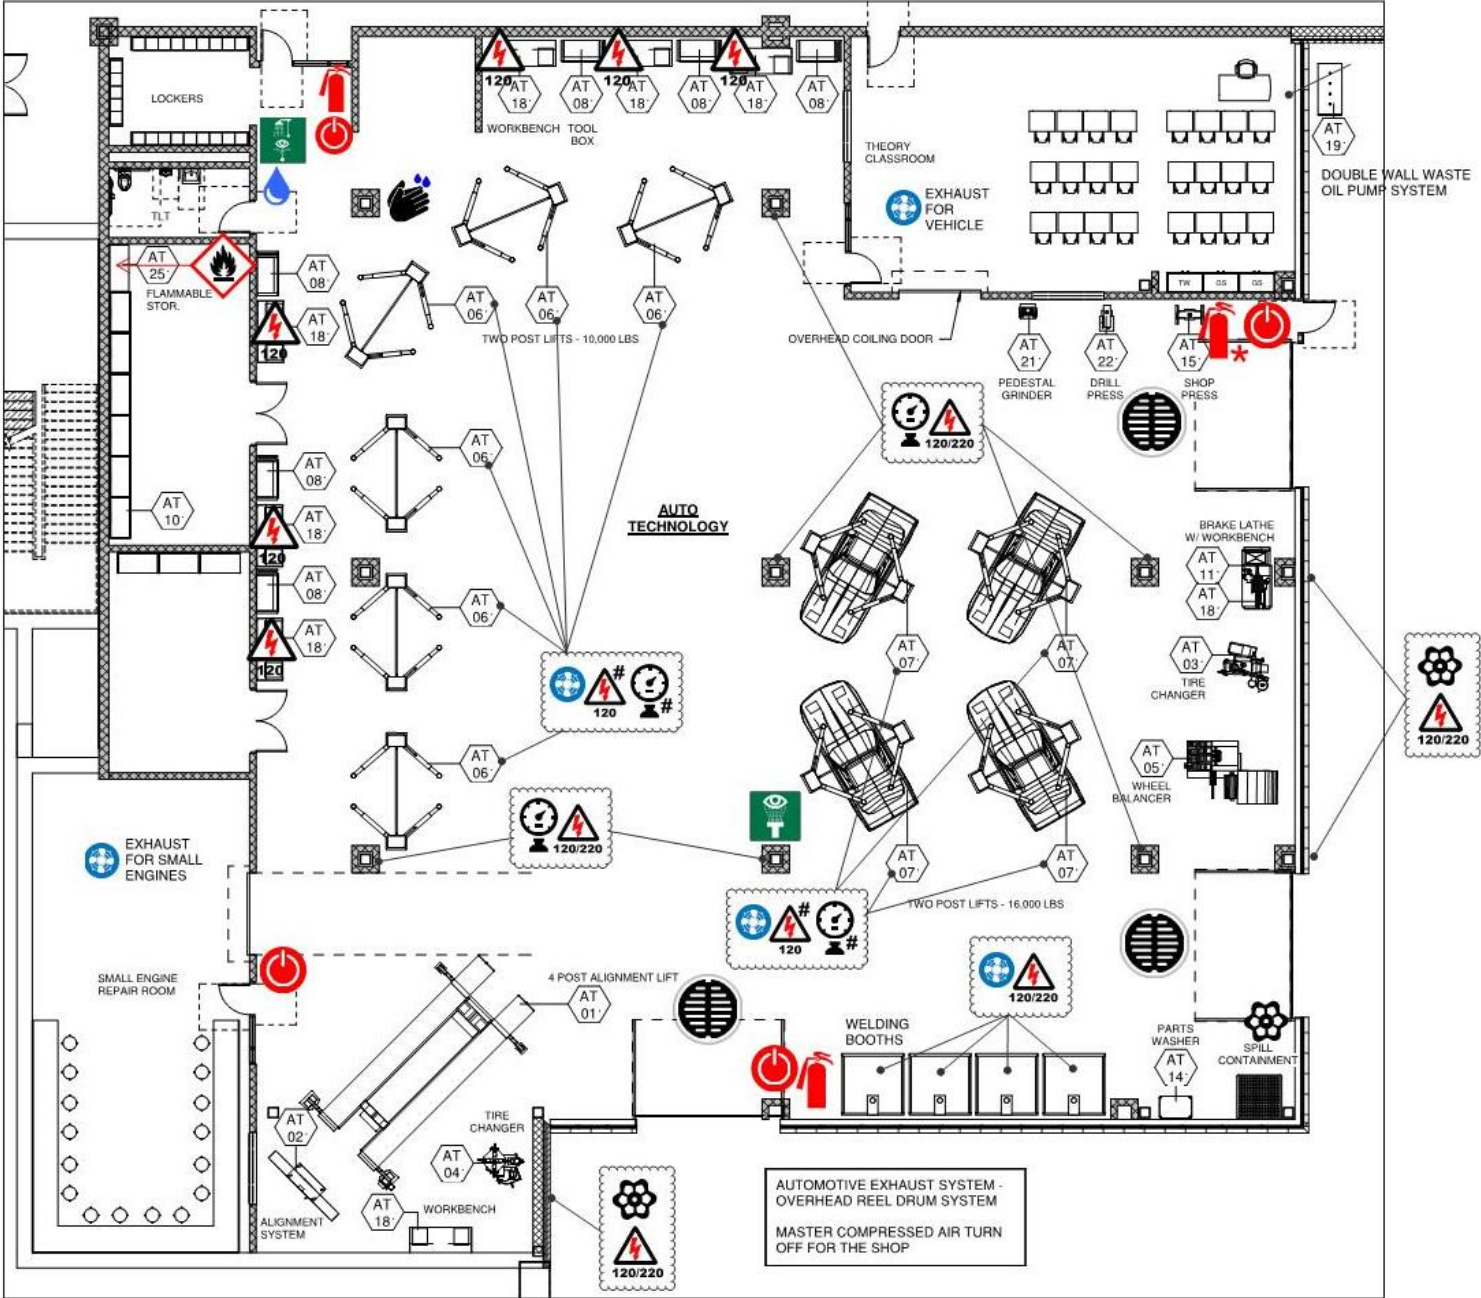 LOCKERS
120
AT
18
AT
08
120
AT
18
AT
08
120
AT
18
AT
08
WORKBENCH
TOOL
BOX
THEORY
CLASSROOM
EXHAUST
FOR
VEHICLE
AT
19
DOUBLE WALL WASTE
OIL PUMP SYSTEM
TLT
AT
25
FLAMMABLE
STOR.
AT
08
AT
18
120
AT
06
AT
06
AT
06
TWO POST LIFTS - 10,000 LBS
OVERHEAD COILING DOOR
TW
GS
GS
AT
21
PEDESTAL
GRINDER
AT
22
DRILL
PRESS
AT
15
SHOP
PRESS
*
120/220
AT
06
AT
08
AT
10
AT
18
120
AUTO
TECHNOLOGY
BRAKE LATHE
W/ WORKBENCH
AT
11
AT
18
AT
08
AT
06
AT
18
120
AT
07
AT
07
AT
03
TIRE
CHANGER
#
120
#
120/220
AT
06
AT
05
WHEEL
BALANCER
120/220
EXHAUST
FOR SMALL
ENGINES
AT
07
AT
07
TWO POST LIFTS - 16,000 LBS
#
120
#
SMALL ENGINE
REPAIR ROOM
4 POST ALIGNMENT LIFT
AT
01
120/220
WELDING
BOOTHS
PARTS
WASHER
AT
14
SPILL
CONTAINMENT
AT
02
TIRE
CHANGER
AT
04
AT
18
WORKBENCH
ALIGNMENT
SYSTEM
120/220
AUTOMOTIVE EXHAUST SYSTEM -
OVERHEAD REEL DRUM SYSTEM
MASTER COMPRESSED AIR TURN
OFF FOR THE SHOP